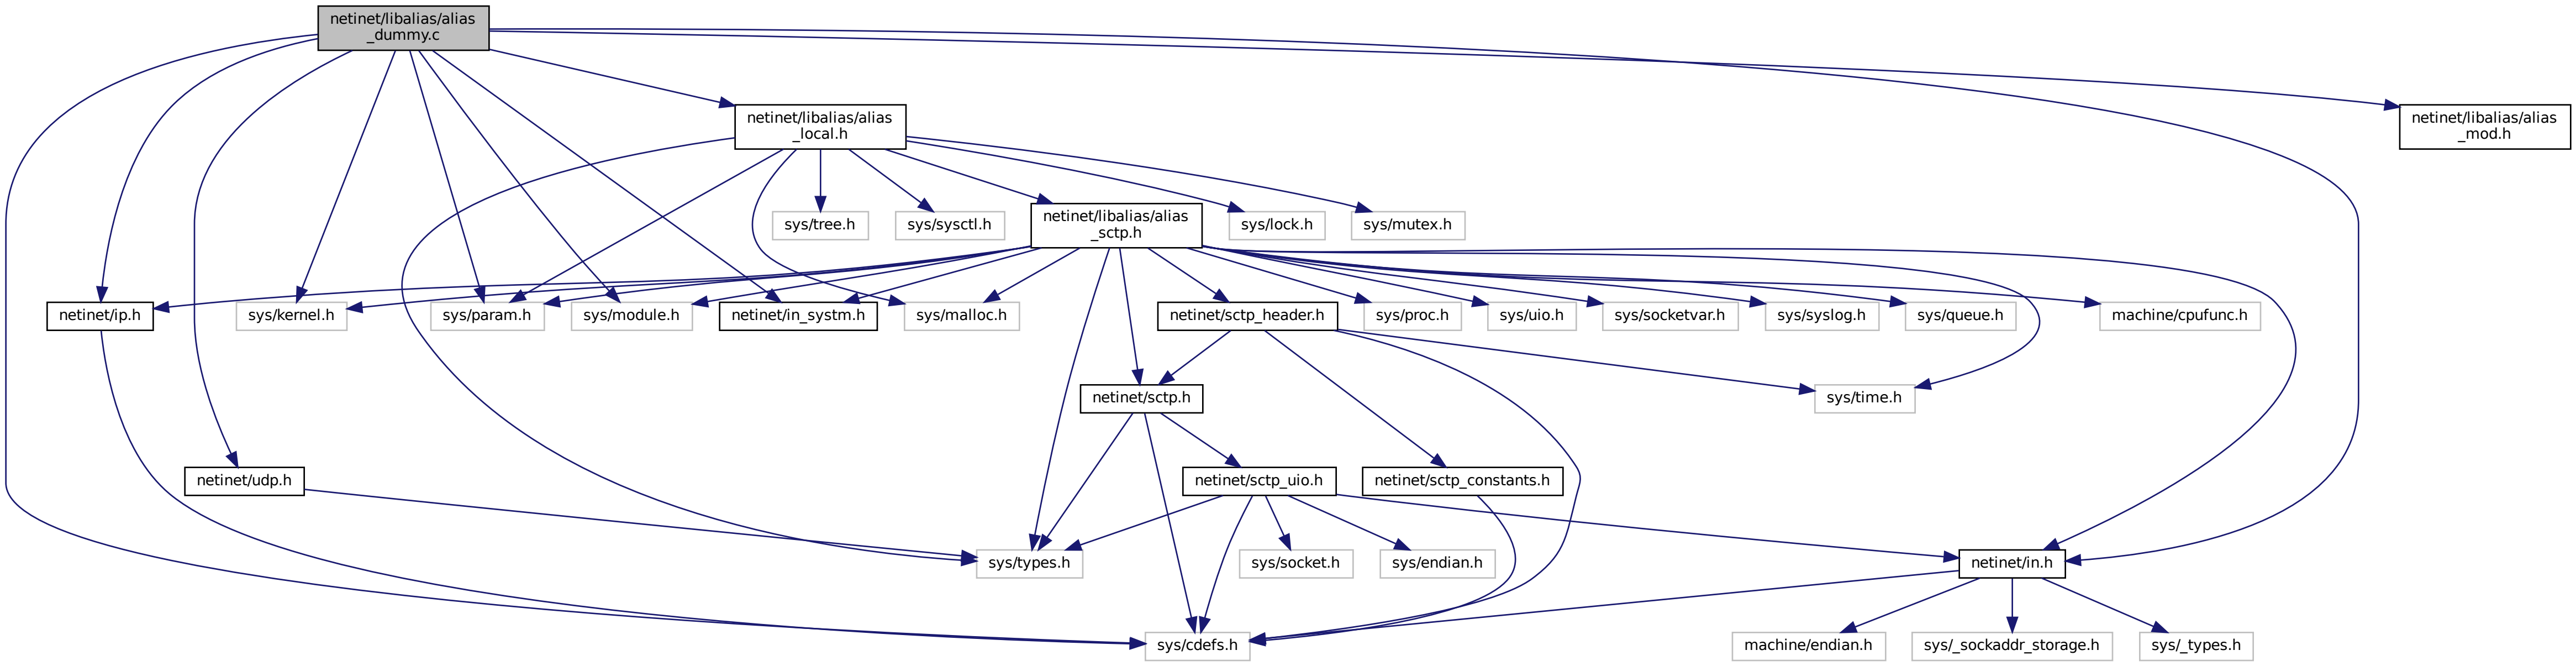 netinet/libalias/alias
_dummy.c
netinet/libalias/alias
_local.h
netinet/libalias/alias
_mod.h
sys/tree.h
sys/sysctl.h
netinet/libalias/alias
_sctp.h
sys/lock.h
sys/mutex.h
netinet/ip.h
sys/kernel.h
sys/param.h
sys/module.h
netinet/in_systm.h
sys/malloc.h
netinet/sctp_header.h
sys/proc.h
sys/uio.h
sys/socketvar.h
sys/syslog.h
sys/queue.h
machine/cpufunc.h
netinet/sctp.h
sys/time.h
netinet/udp.h
netinet/sctp_uio.h
netinet/sctp_constants.h
sys/types.h
sys/socket.h
sys/endian.h
netinet/in.h
sys/cdefs.h
machine/endian.h
sys/_sockaddr_storage.h
sys/_types.h